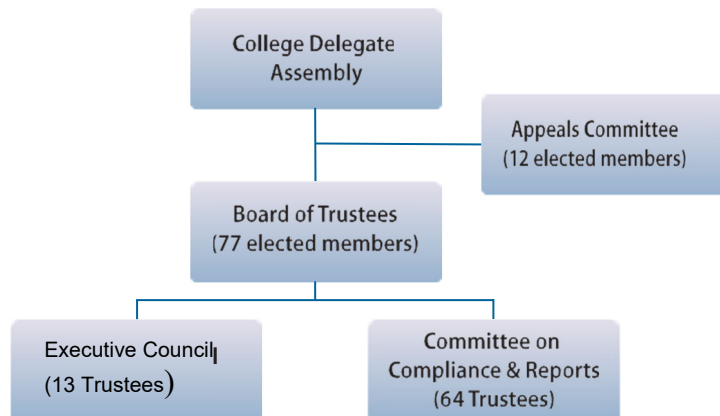 College Delegate
Assembly
Appeals Committee
(12 elected members)
Board of Trustees
(77 elected members)
Executive Council
(13 Trustees)
Committee on
Compliance & Reports
(64 Trustees)